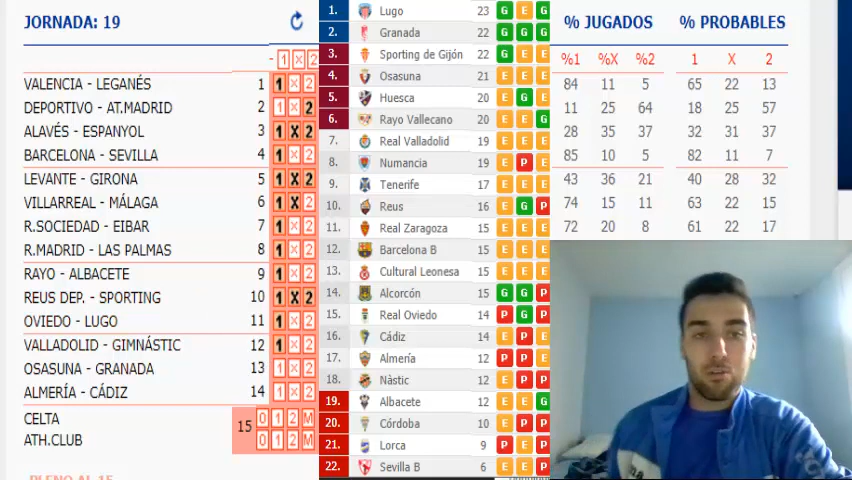 JORNADA: 19
- 1 X 2
VALENCIA - LEGANÉS 1 1 X 2
DEPORTIVO - AT.MADRID 2 1 X 2
ALAVÉS - ESPANYOL 3 1 X 2
BARCELONA - SEVILLA 4 1 X 2
LEVANTE - GIRONA 5 1 X 2
VILLARREAL - MÁLAGA 6 1 X 2
R.SOCIEDAD - EIBAR 7 1 X 2
R.MADRID - LAS PALMAS 8 1 X 2
RAYO - ALBACETE 9 1 X 2
REUS DEP. - SPORTING 10 1 X 2
OVIEDO - LUGO 11 1 X 2
VALLADOLID - GIMNÁSTIC 12 1 X 2
OSASUNA - GRANADA 13 1 X 2
ALMERÍA - CÁDIZ 14 1 X 2
CELTA 15 0 1 2 M
ATH.CLUB 0 1 2 M
PLENO AL 15
1. Lugo 23 G E G
2. Granada 22 G G G
3. Sporting de Gijón 22 G E E
4. Osasuna 21 E E E
5. Huesca 20 E G E
6. Rayo Vallecano 20 E E G
7. Real Valladolid 19 E E E
8. Numancia 19 E P E
9. Tenerife 17 E E E
10. Reus 16 E G P
11. Real Zaragoza 15 E E E
12. Barcelona B 15 E E E
13. Cultural Leonesa 15 E E E
14. Alcorcón 15 G G P
15. Real Oviedo 14 P G P
16. Cádiz 14 E P E
17. Almería 12 P P E
18. Nàstic 12 E P P
19. Albacete 12 E E G
20. Córdoba 10 E P P
21. Lorca 9 P E P
22. Sevilla B 6 E E P
% JUGADOS % PROBABLES
%1 %X %2 1 X 2
84 11 5 65 22 13
11 25 64 18 25 57
28 35 37 32 31 37
85 10 5 82 11 7
43 36 21 40 28 32
74 15 11 63 22 15
72 20 8 61 22 17